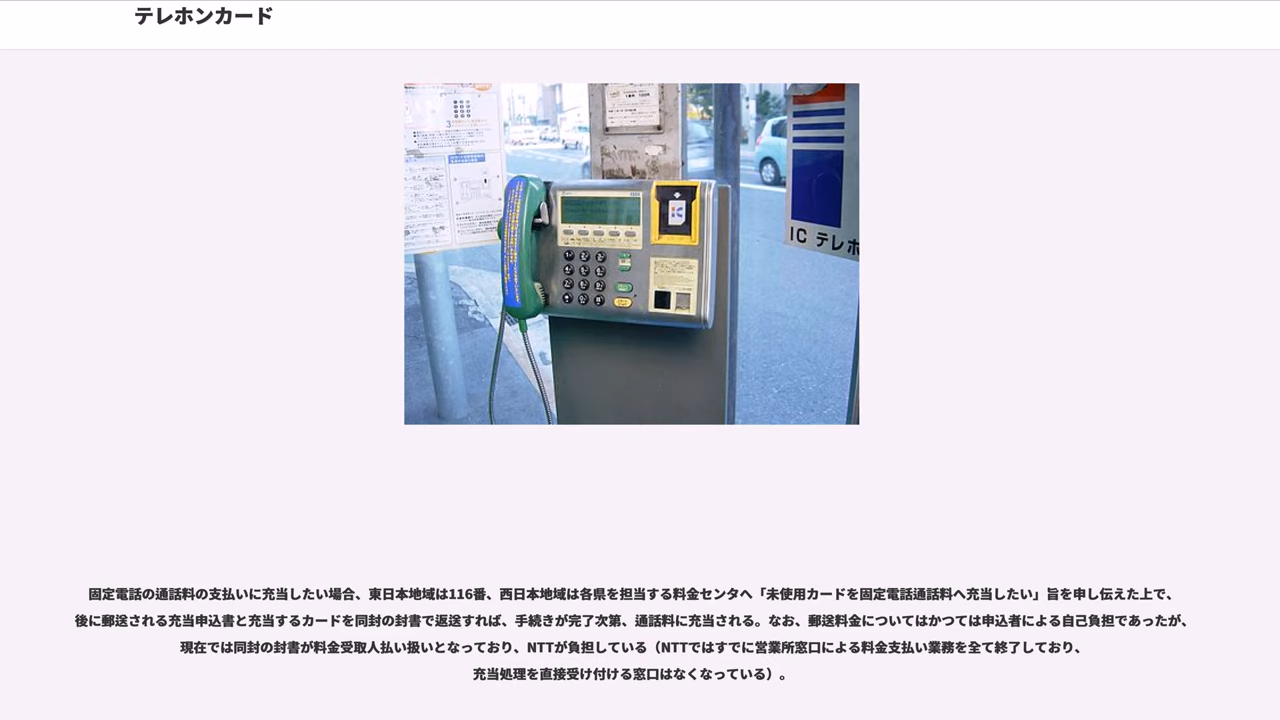 テレホンカード
IC テレホ
固定電話の通話料の支払いに充当したい場合、東日本地域は116番、西日本地域は各県を担当する料金センタへ「未使用カードを固定電話通話料へ充当したい」旨を申し伝えた上で、
後に郵送される充当申込書と充当するカードを同封の封書で返送すれば、手続きが完了次第、通話料に充当される。なお、郵送料金についてはかつては申込者による自己負担であったが、
現在では同封の封書が料金受取人払い扱いとなっており、NTTが負担している（NTTではすでに営業所窓口による料金支払い業務を全て終了しており、
充当処理を直接受け付ける窓口はなくなっている）。